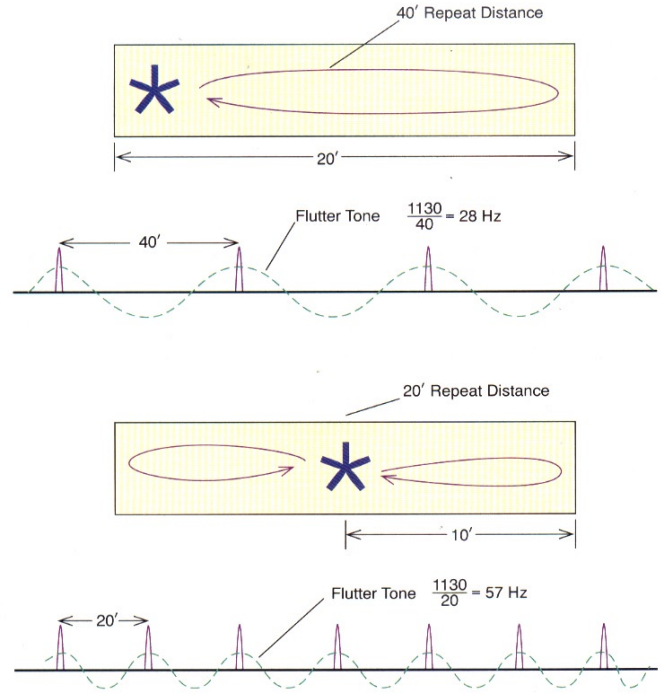 40′ Repeat Distance
20′
Flutter Tone 1130/40 = 28 Hz
40′
20′ Repeat Distance
10′
Flutter Tone 1130/20 = 57 Hz
20′